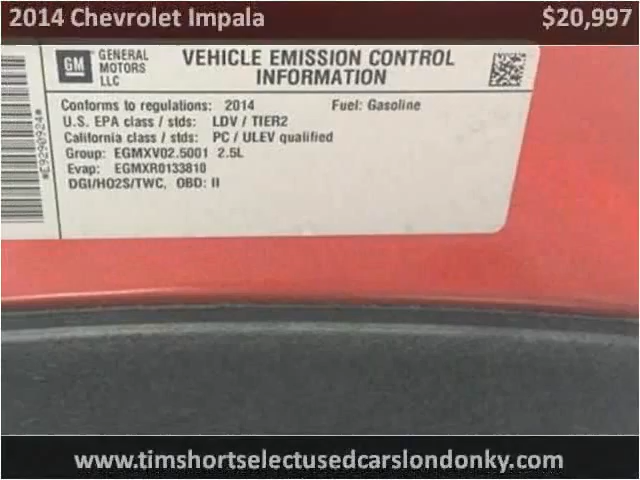 2014 Chevrolet Impala $20,997
GM GENERAL MOTORS LLC
VEHICLE EMISSION CONTROL INFORMATION
Conforms to regulations: 2014 Fuel: Gasoline
U.S. EPA class / stds: LDV / TIER2
California class / stds: PC / ULEV qualified
Group: EGMXV02.5001 2.5L
Evap: EGMXR0133810
DGI/HO2S/TWC, OBD: II
*E9290924*
www.timshortselectusedcarslondonky.com